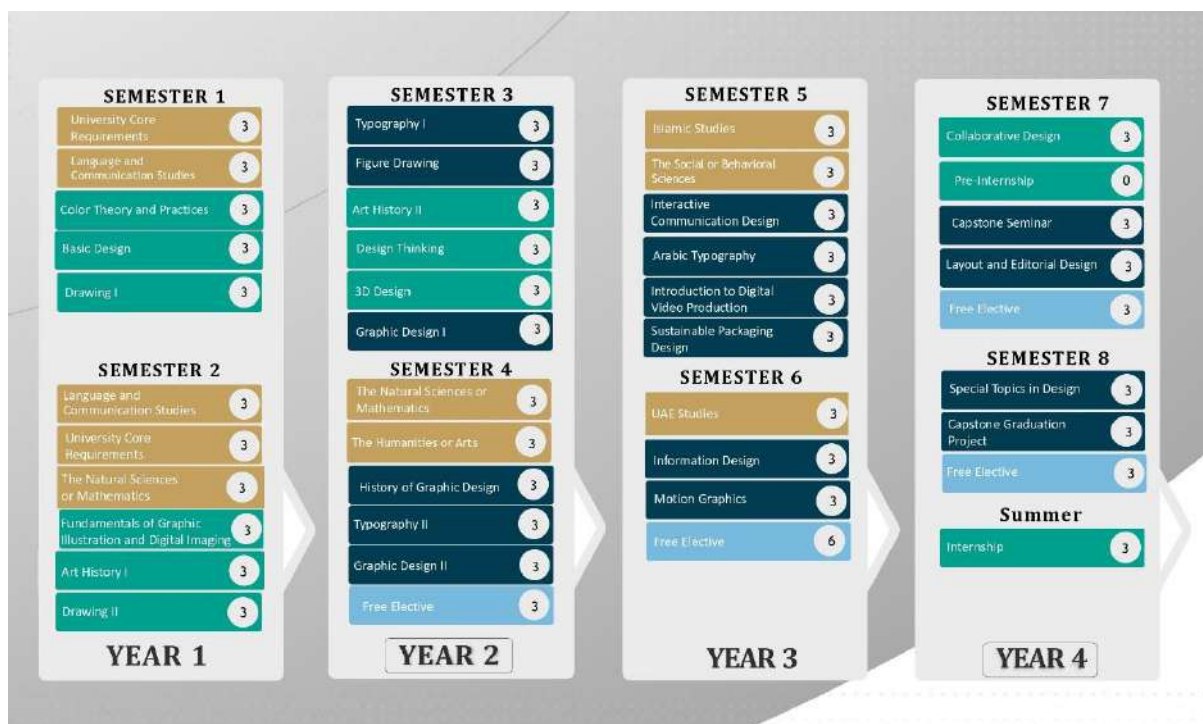 SEMESTER 1
University Core
Requirements
3
Language and
Communication Studies
3
Color Theory and Practices
3
Basic Design
3
Drawing I
3
SEMESTER 2
Language and
Communication Studies
3
University Core
Requirements
3
The Natural Sciences
or Mathematics
3
Fundamentals of Graphic
Illustration and Digital Imaging
3
Art History I
3
Drawing II
3
YEAR 1
SEMESTER 3
Typography I
3
Figure Drawing
3
Art History II
3
Design Thinking
3
3D Design
3
Graphic Design I
3
SEMESTER 4
The Natural Sciences or
Mathematics
3
The Humanities or Arts
3
History of Graphic Design
3
Typography II
3
Graphic Design II
3
Free Elective
3
YEAR 2
SEMESTER 5
Islamic Studies
3
The Social or Behavioral
Sciences
3
Interactive
Communication Design
3
Arabic Typography
3
Introduction to Digital
Video Production
3
Sustainable Packaging
Design
3
SEMESTER 6
UAE Studies
3
Information Design
3
Motion Graphics
3
Free Elective
6
YEAR 3
SEMESTER 7
Collaborative Design
3
Pre-Internship
0
Capstone Seminar
3
Layout and Editorial Design
3
Free Elective
3
SEMESTER 8
Special Topics in Design
3
Capstone Graduation
Project
3
Free Elective
3
Summer
Internship
3
YEAR 4